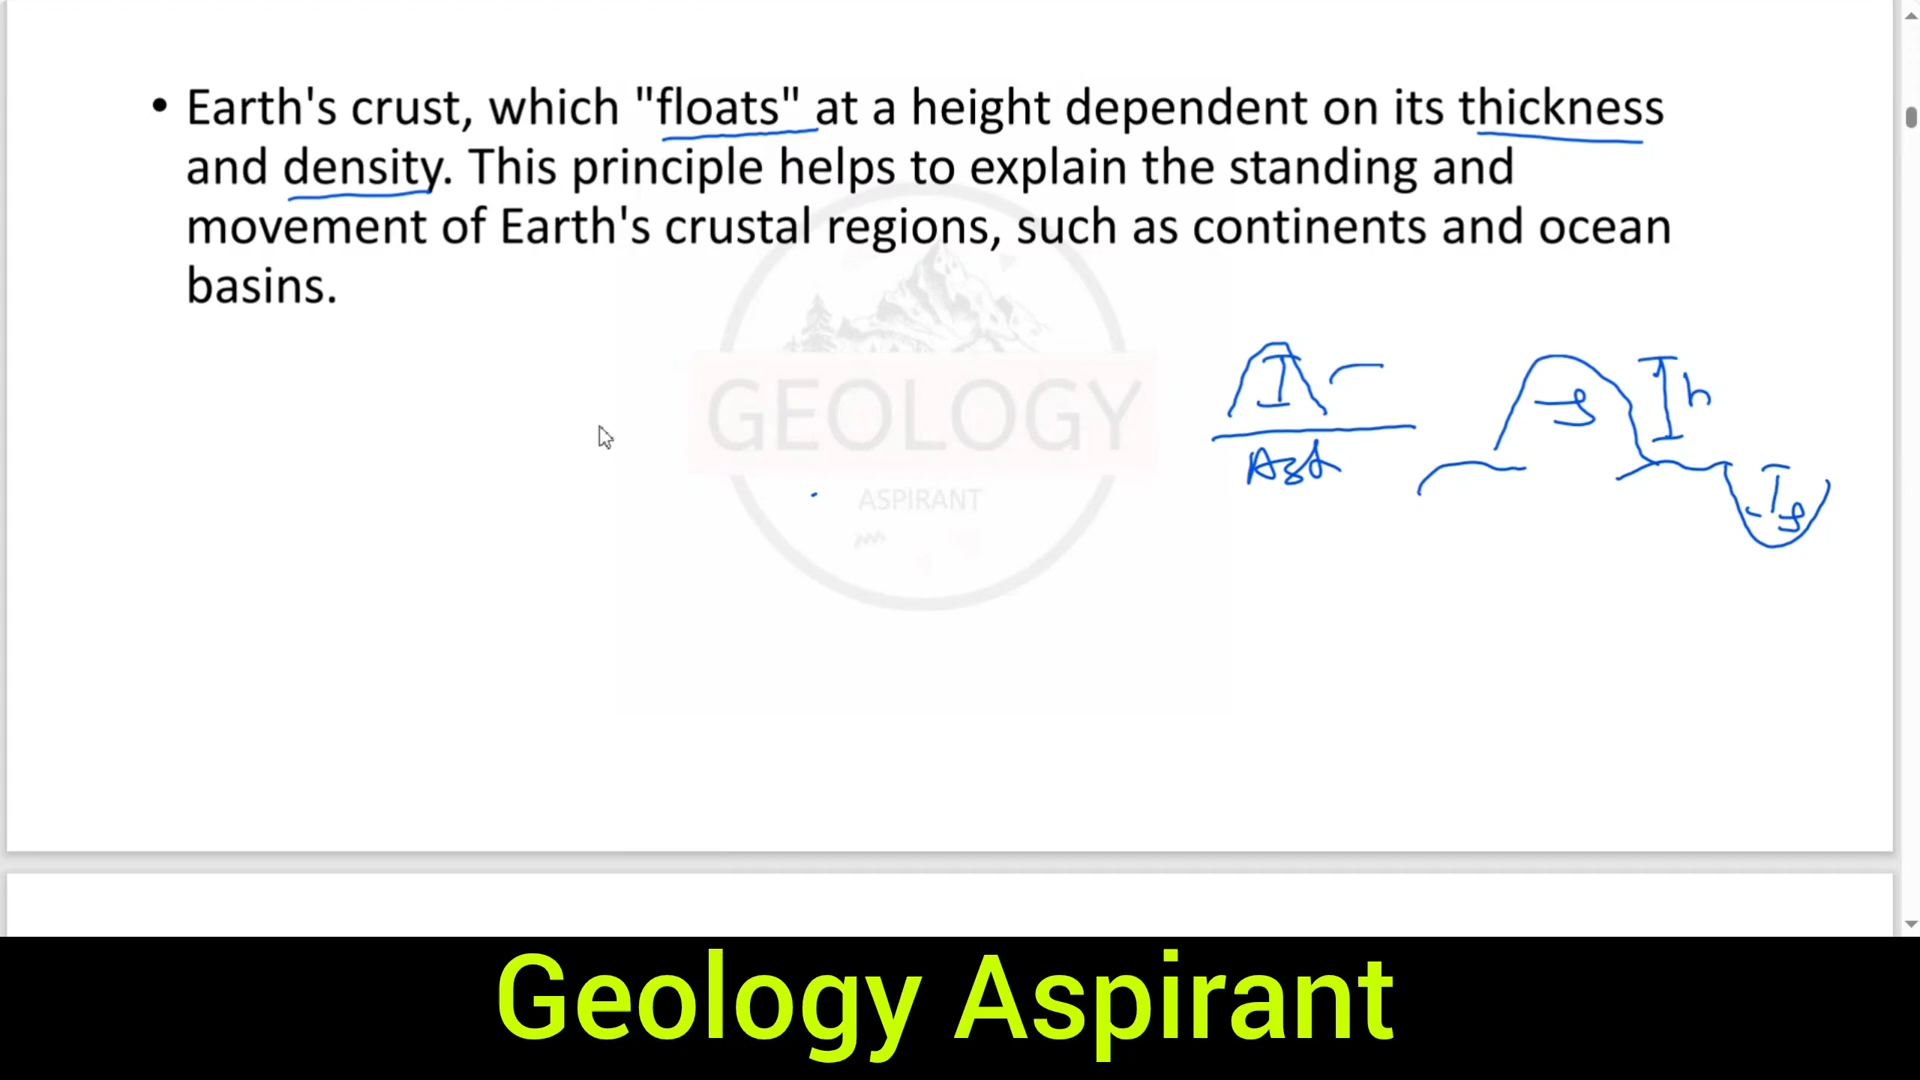 • Earth's crust, which "floats" at a height dependent on its thickness
and density. This principle helps to explain the standing and
movement of Earth's crustal regions, such as continents and ocean
basins.
I
h
ρ
Ast
ρ
GEOLOGY
ASPIRANT
Geology Aspirant